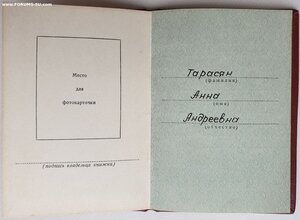 www.FORUMS-SU.com
Место
для
фотокарточки
(подпись владельца книжки)
Тарасян
(фамилия)
Анна
(имя)
Андреевна
(отчество)